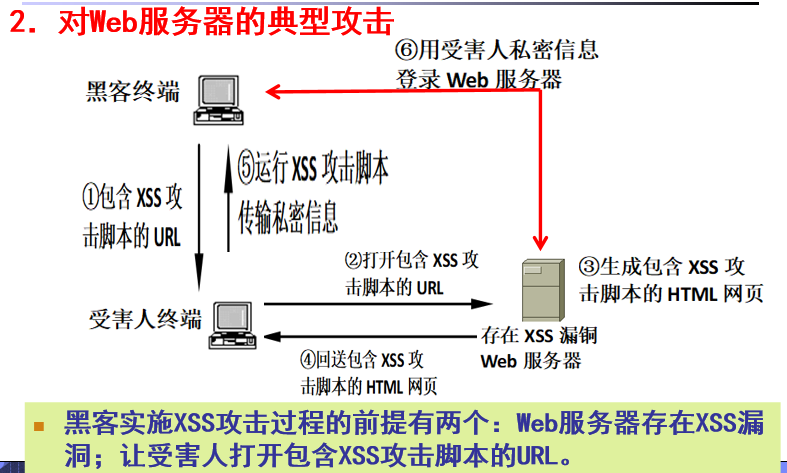 2．对Web服务器的典型攻击
⑥用受害人私密信息
登录 Web 服务器
黑客终端
①包含 XSS 攻
击脚本的 URL
⑤运行 XSS 攻击脚本
传输私密信息
②打开包含 XSS 攻
击脚本的 URL
③生成包含 XSS 攻
击脚本的 HTML 网页
受害人终端
存在 XSS 漏铜
Web 服务器
④回送包含 XSS 攻
击脚本的 HTML 网页
黑客实施XSS攻击过程的前提有两个：Web服务器存在XSS漏
洞；让受害人打开包含XSS攻击脚本的URL。